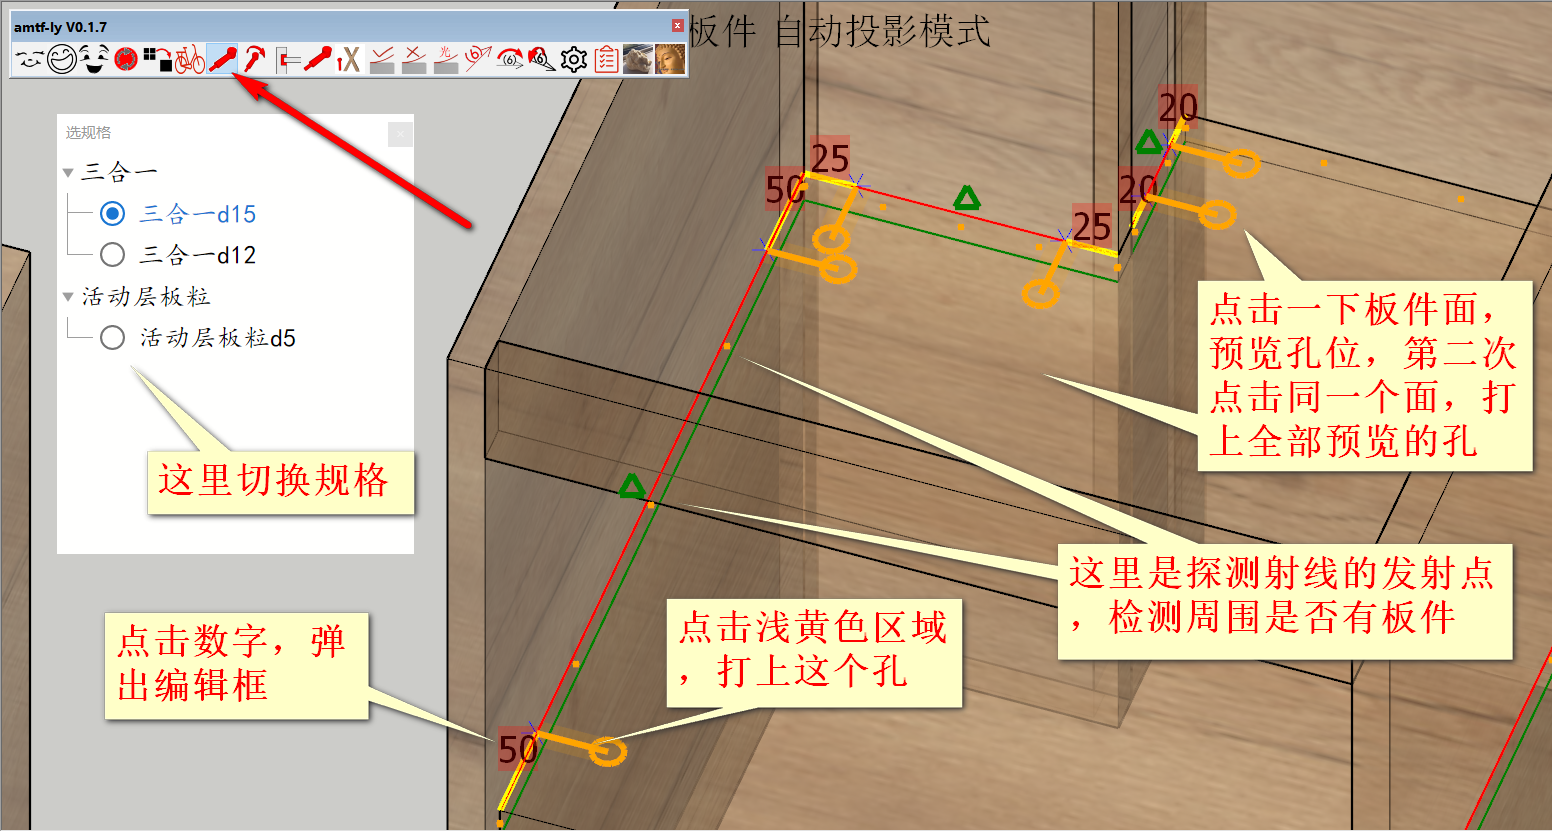 amtf-ly V0.1.7
板件 自动投影模式
选规格
三合一
三合一d15
三合一d12
活动层板粒
活动层板粒d5
这里切换规格
20
25
50
20
25
点击一下板件面，
预览孔位，第二次
点击同一个面，打
上全部预览的孔
这里是探测射线的发射点
，检测周围是否有板件
点击浅黄色区域
，打上这个孔
点击数字，弹
出编辑框
50